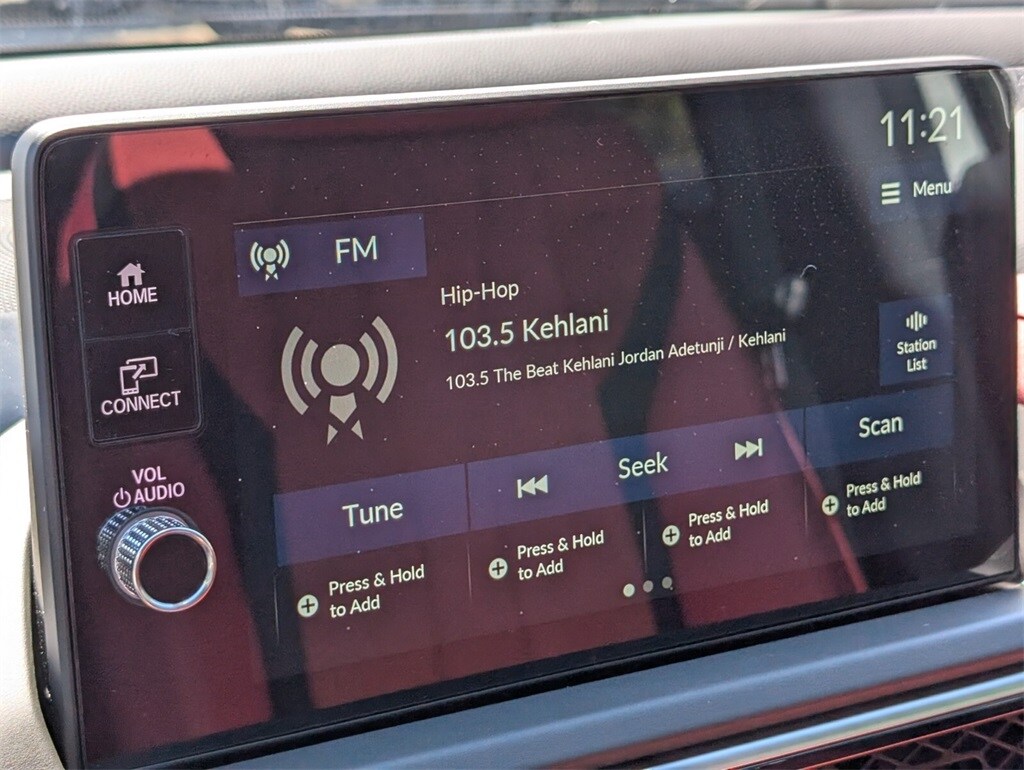 11:21
Menu
FM
HOME
Hip-Hop
103.5 Kehlani
103.5 The Beat Kehlani Jordan Adetunji / Kehlani
Station
List
CONNECT
VOL
AUDIO
Tune
Seek
Scan
Press & Hold
to Add
Press & Hold
to Add
Press & Hold
to Add
Press & Hold
to Add